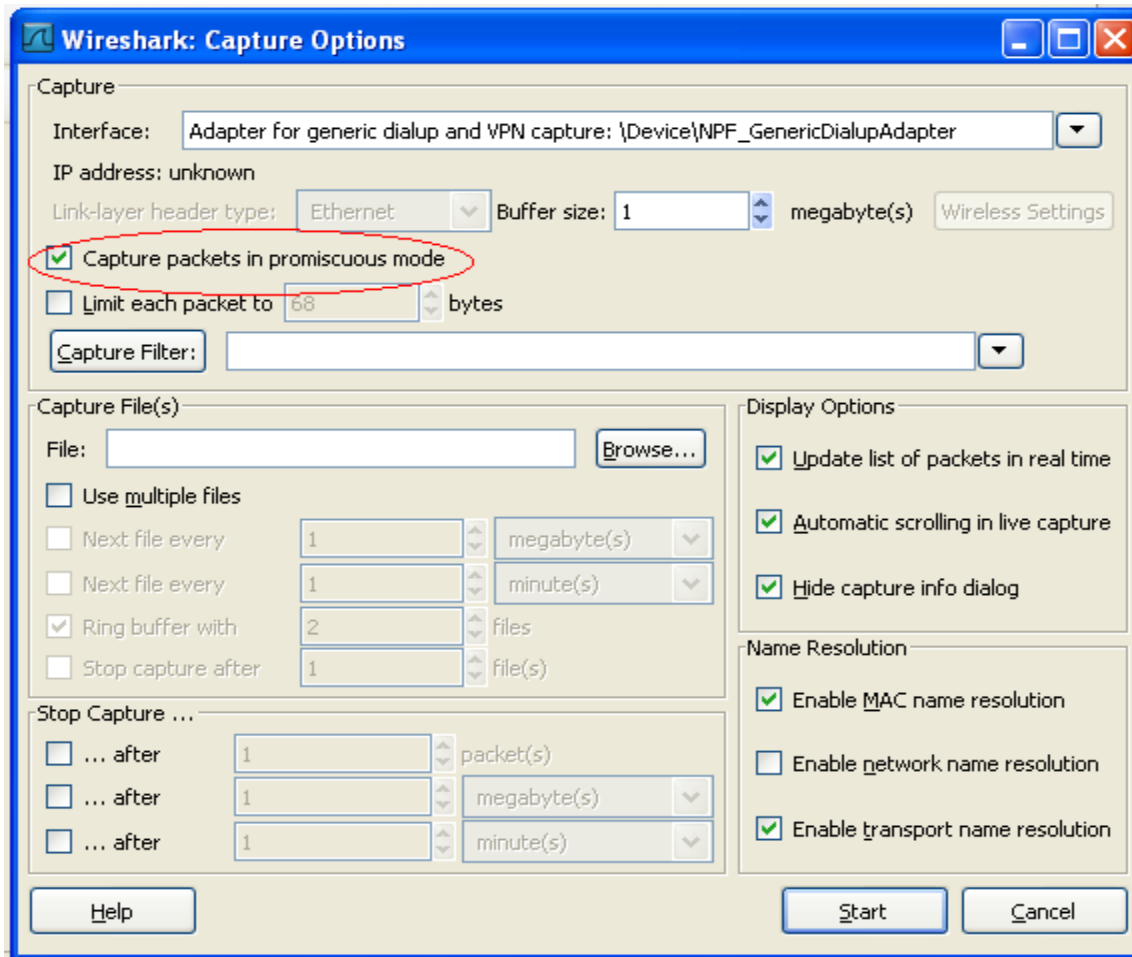 Wireshark: Capture Options
Capture
Interface: Adapter for generic dialup and VPN capture: \Device\NPF_GenericDialupAdapter
IP address: unknown
Link-layer header type: Ethernet Buffer size: 1 megabyte(s) Wireless Settings
Capture packets in promiscuous mode
Limit each packet to 68 bytes
Capture Filter:
Capture File(s)
File: Browse...
Use multiple files
Next file every 1 megabyte(s)
Next file every 1 minute(s)
Ring buffer with 2 files
Stop capture after 1 file(s)
Stop Capture ...
... after 1 packet(s)
... after 1 megabyte(s)
... after 1 minute(s)
Display Options
Update list of packets in real time
Automatic scrolling in live capture
Hide capture info dialog
Name Resolution
Enable MAC name resolution
Enable network name resolution
Enable transport name resolution
Help Start Cancel